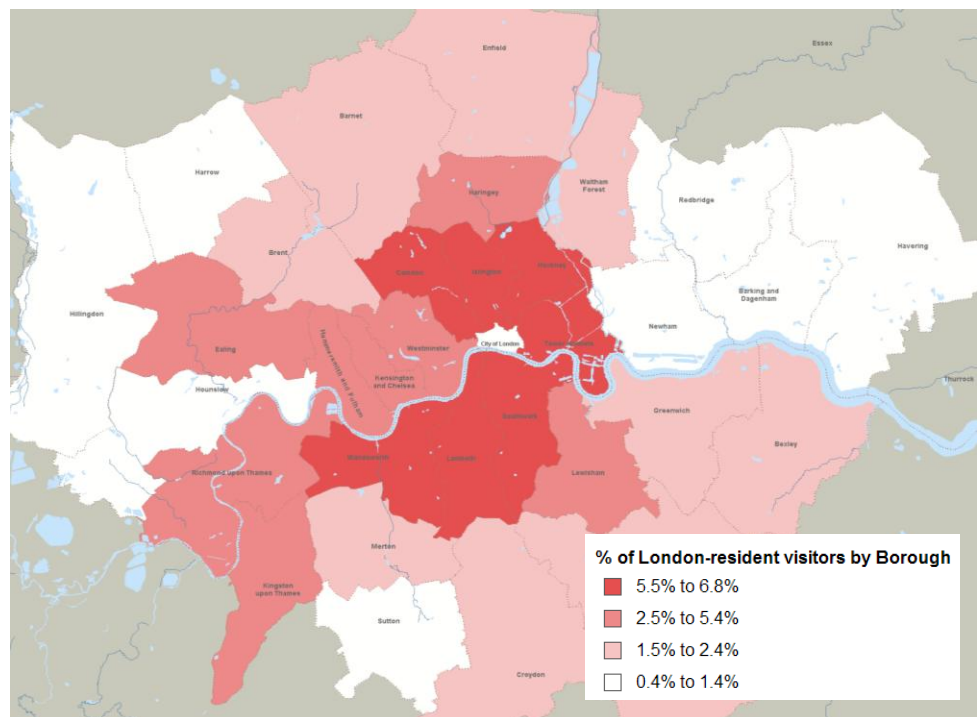 Enfield
Essex
Barnet
Harrow
Haringey
Waltham
Forest
Redbridge
Havering
Brent
Camden
Islington
Hackney
Barking and
Dagenham
Hillingdon
Newham
City of London
Tower Hamlets
Westminster
Ealing
Hammersmith and Fulham
Kensington
and Chelsea
Hounslow
Thurrock
Greenwich
Southwark
Bexley
Wandsworth
Lambeth
Lewisham
Richmond upon Thames
Merton
Kingston
upon Thames
Sutton
Croydon
% of London-resident visitors by Borough
5.5% to 6.8%
2.5% to 5.4%
1.5% to 2.4%
0.4% to 1.4%